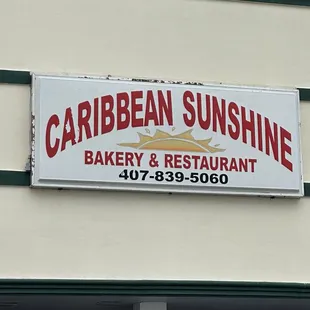 CARIBBEAN SUNSHINE
BAKERY & RESTAURANT
407-839-5060